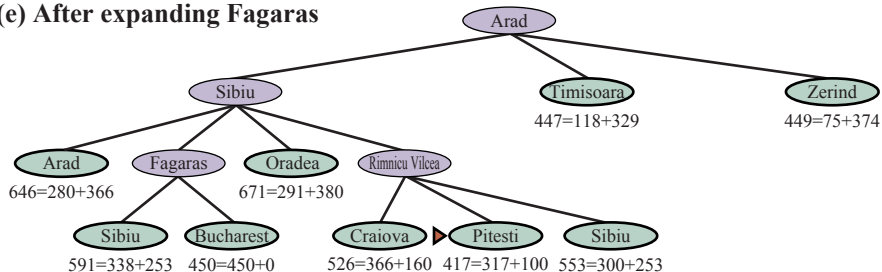 (e) After expanding Fagaras
Arad
Sibiu
Timisoara
Zerind
447=118+329
449=75+374
Arad
Fagaras
Oradea
Rimnicu Vilcea
646=280+366
671=291+380
Sibiu
Bucharest
Craiova
Pitesti
Sibiu
591=338+253
450=450+0
526=366+160
417=317+100
553=300+253